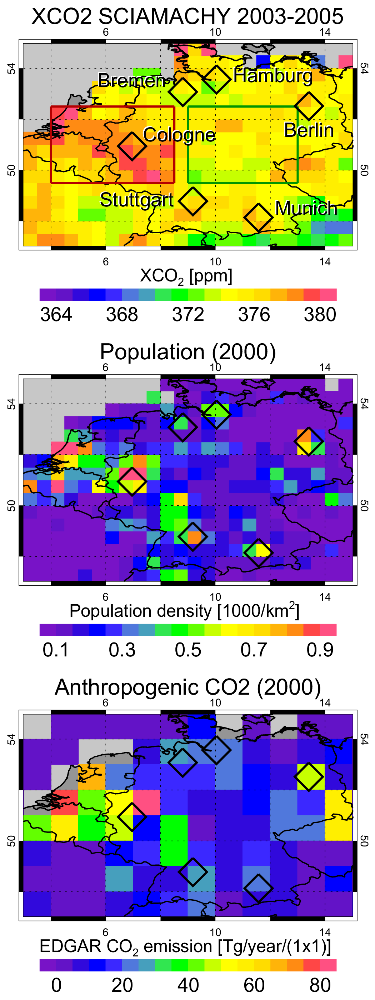 XCO2 SCIAMACHY 2003-2005
6 10 14
54 54
Bremen Hamburg
Berlin
Cologne
50 50
Stuttgart Munich
6 10 14
XCO2 [ppm]
364 368 372 376 380
Population (2000)
6 10 14
54 54
50 50
6 10 14
Population density [1000/km2]
0.1 0.3 0.5 0.7 0.9
Anthropogenic CO2 (2000)
6 10 14
54 54
50 50
6 10 14
EDGAR CO2 emission [Tg/year/(1x1)]
0 20 40 60 80